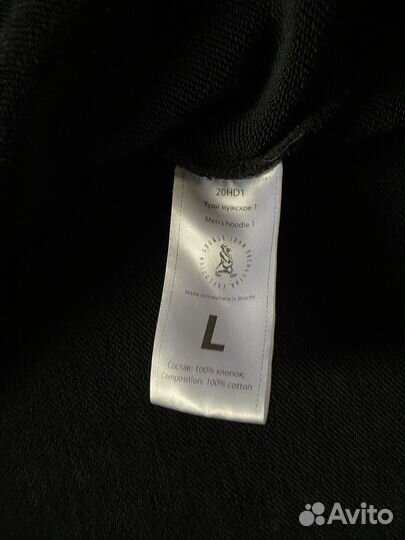 20HD1
Худи мужское 1
Men's hoodie 1
Made somewhere in Moscow
L
Состав: 100% хлопок;
Composition: 100% cotton
Avito